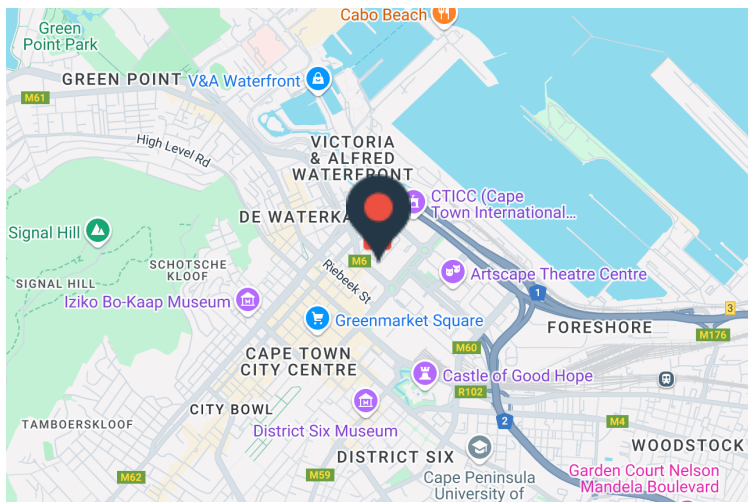 Cabo Beach
Green
Point Park
GREEN POINT
V&A Waterfront
M61
High Level Rd
VICTORIA
& ALFRED
WATERFRONT
CTICC (Cape
Town International...
DE WATERKA
Signal Hill
M6
SCHOTSCHE
KLOOF
Riebeek St
Artscape Theatre Centre
SIGNAL HILL
Iziko Bo-Kaap Museum
1
3
Greenmarket Square
FORESHORE
M176
M60
CAPE TOWN
CITY CENTRE
Castle of Good Hope
R102
CITY BOWL
TAMBOERSKLOOF
2
M4
District Six Museum
WOODSTOCK
DISTRICT SIX
M62
M59
Cape Peninsula
University of
Garden Court Nelson
Mandela Boulevard